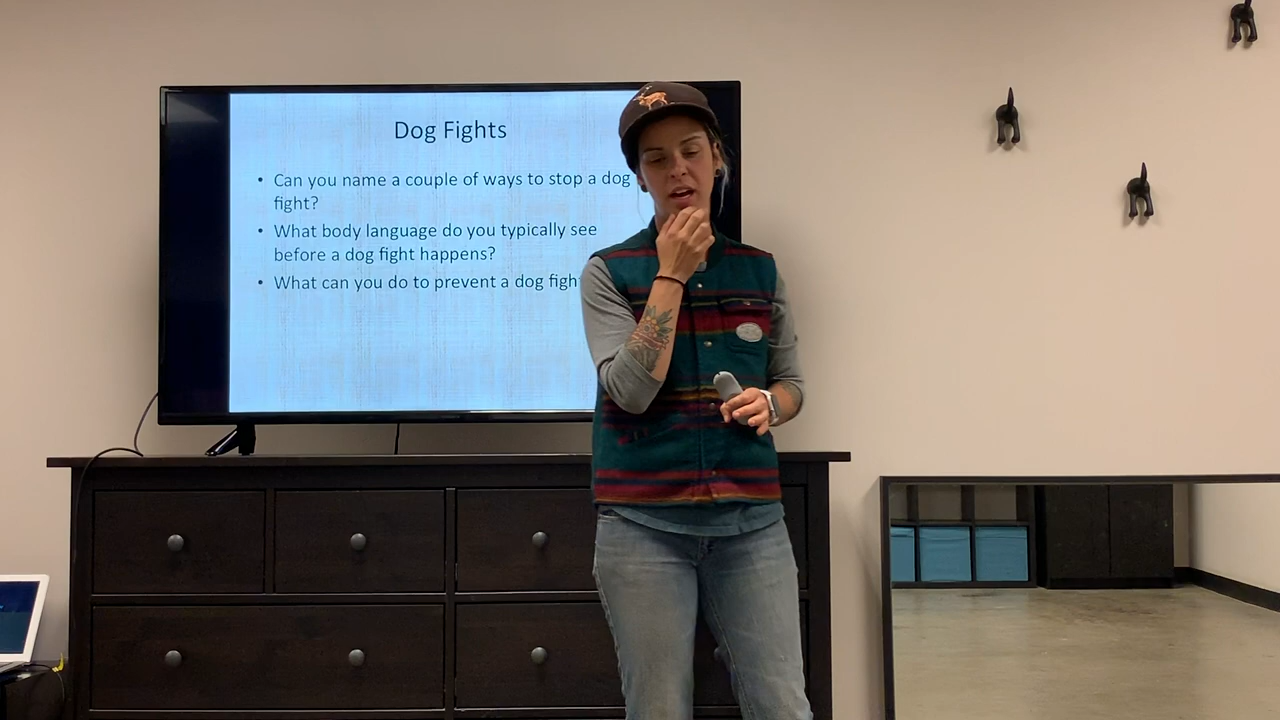 Dog Fights
• Can you name a couple of ways to stop a dog
fight?
• What body language do you typically see
before a dog fight happens?
• What can you do to prevent a dog figh